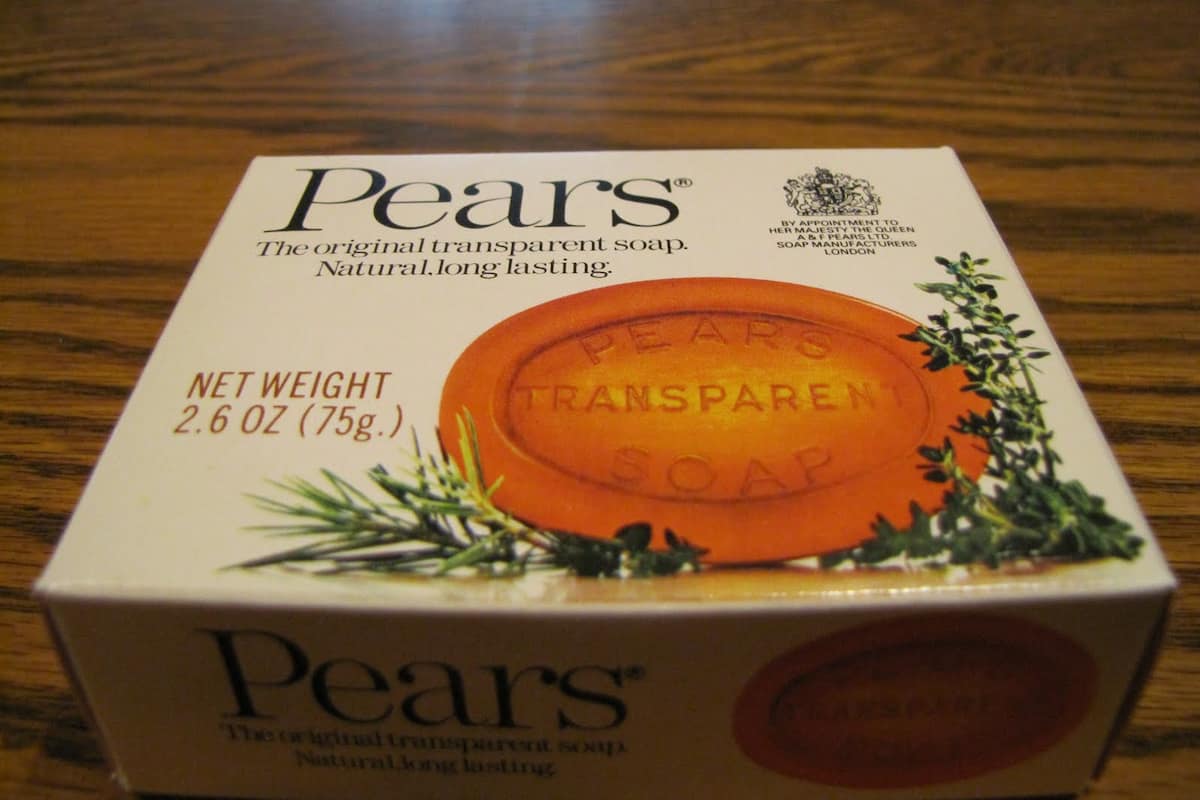 Pears®
The original transparent soap.
Natural, long lasting.
BY APPOINTMENT TO
HER MAJESTY THE QUEEN
A & F PEARS LTD.
SOAP MANUFACTURERS
LONDON
PEARS
TRANSPARENT
SOAP
NET WEIGHT
2.6 OZ (75g.)
Pears®
The original transparent soap.
Natural, long lasting.
TRANSPARENT